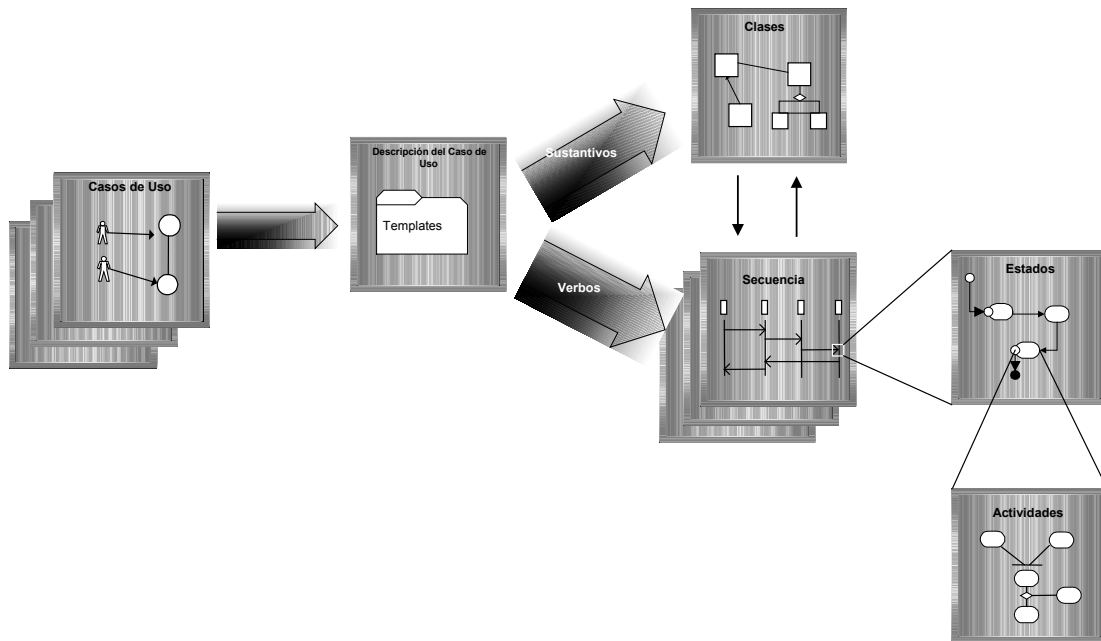 Clases
Descripción del Caso de
Uso
Sustantivos
Casos de Uso
Templates
Verbos
Secuencia
Estados
Actividades